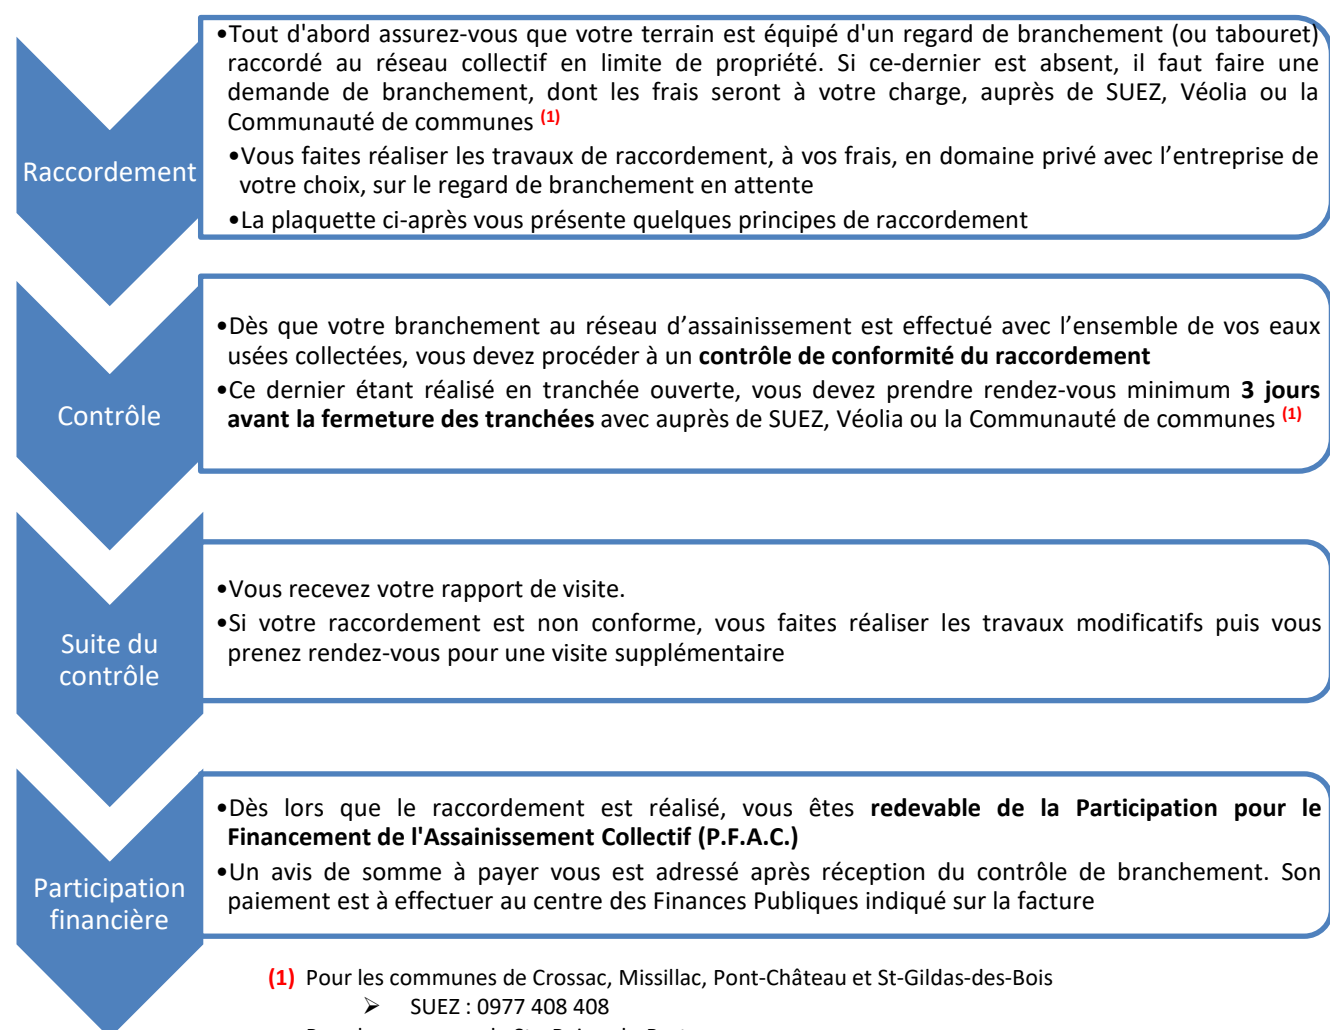 Raccordement
•Tout d'abord assurez-vous que votre terrain est équipé d'un regard de branchement (ou tabouret)
raccordé au réseau collectif en limite de propriété. Si ce-dernier est absent, il faut faire une
demande de branchement, dont les frais seront à votre charge, auprès de SUEZ, Véolia ou la
Communauté de communes (1)
•Vous faites réaliser les travaux de raccordement, à vos frais, en domaine privé avec l’entreprise de
votre choix, sur le regard de branchement en attente
•La plaquette ci-après vous présente quelques principes de raccordement
Contrôle
•Dès que votre branchement au réseau d’assainissement est effectué avec l’ensemble de vos eaux
usées collectées, vous devez procéder à un contrôle de conformité du raccordement
•Ce dernier étant réalisé en tranchée ouverte, vous devez prendre rendez-vous minimum 3 jours
avant la fermeture des tranchées avec auprès de SUEZ, Véolia ou la Communauté de communes (1)
Suite du
contrôle
•Vous recevez votre rapport de visite.
•Si votre raccordement est non conforme, vous faites réaliser les travaux modificatifs puis vous
prenez rendez-vous pour une visite supplémentaire
Participation
financière
•Dès lors que le raccordement est réalisé, vous êtes redevable de la Participation pour le
Financement de l'Assainissement Collectif (P.F.A.C.)
•Un avis de somme à payer vous est adressé après réception du contrôle de branchement. Son
paiement est à effectuer au centre des Finances Publiques indiqué sur la facture
(1) Pour les communes de Crossac, Missillac, Pont-Château et St-Gildas-des-Bois
➢ SUEZ : 0977 408 408